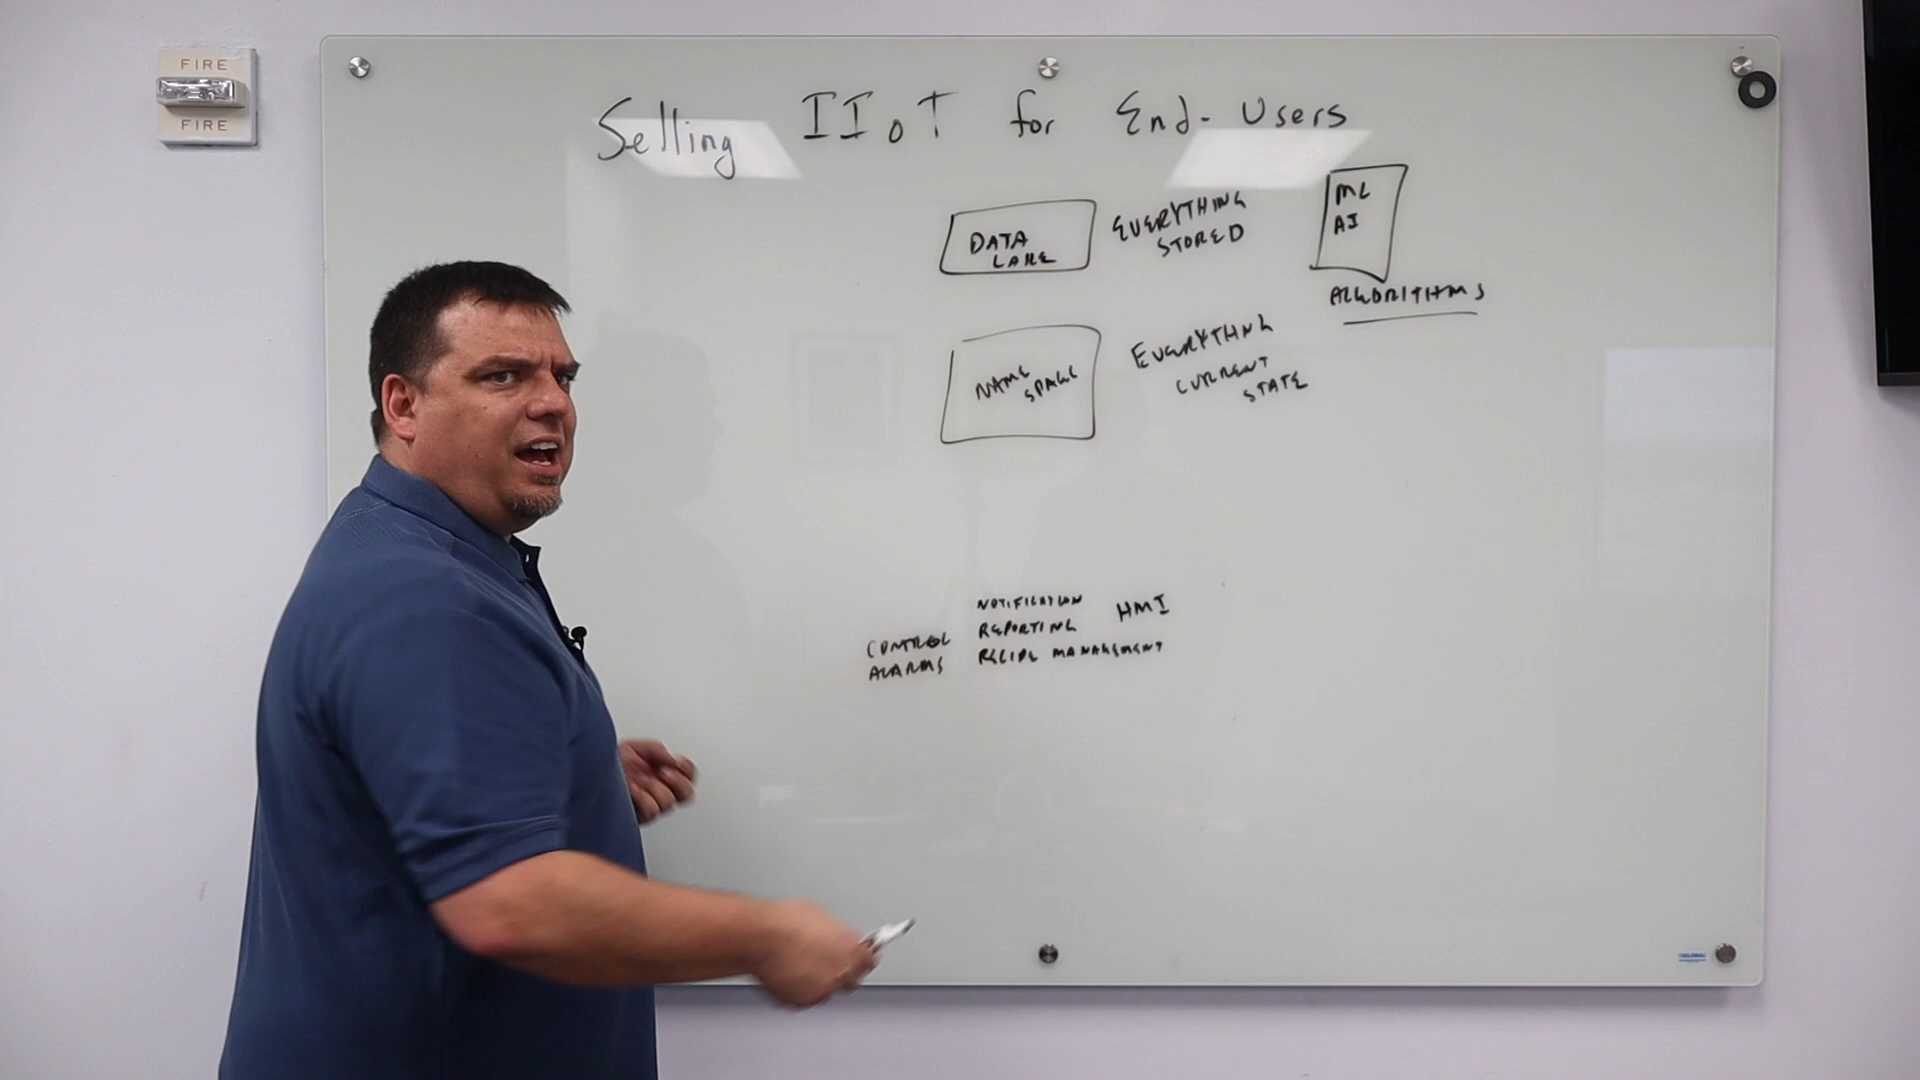 FIRE
FIRE
Selling IIoT for End-Users
DATA
LAKE
EVERYTHING
STORED
ML
AI
ALGORITHMS
NAME
SPACE
EVERYTHNG
CURRENT
STATE
NOTIFICATION
HMI
REPORTING
CONTROL
RECIPE MANAGEMENT
ALARMS